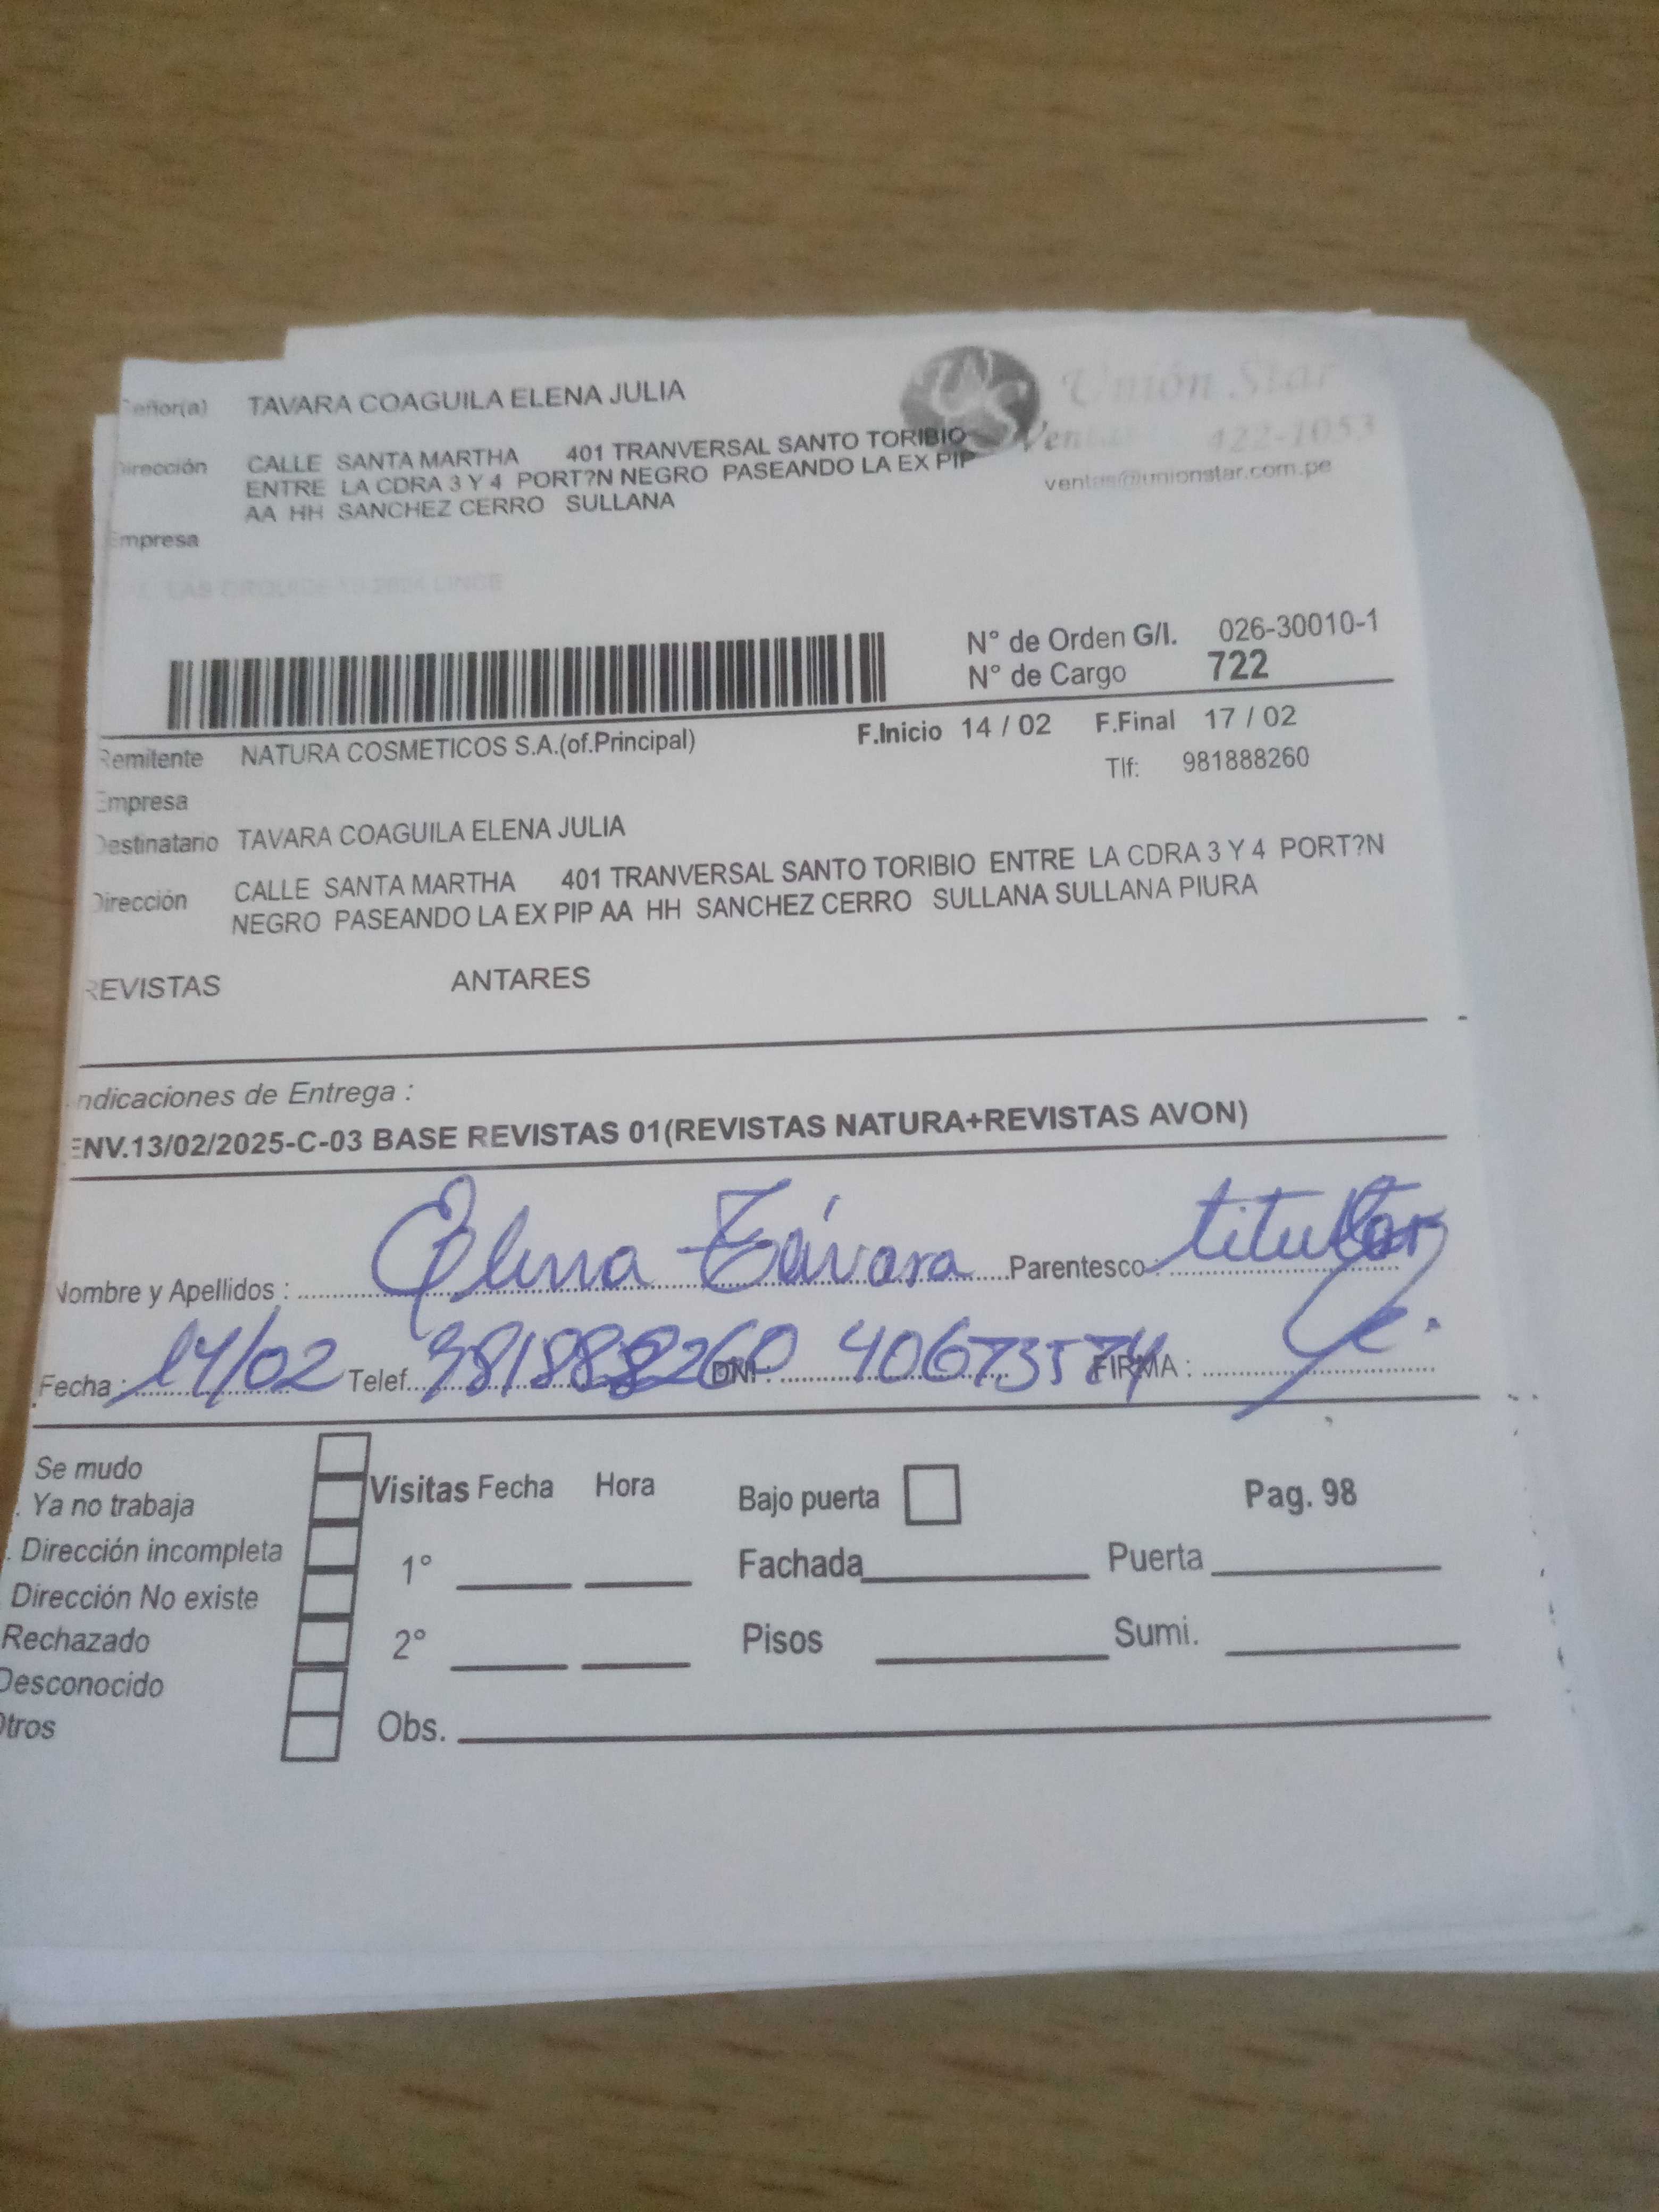 Señor(a) TAVARA COAGUILA ELENA JULIA
Unión Star
Dirección CALLE SANTA MARTHA 401 TRANVERSAL SANTO TORIBIO
Ventas 422-1053
ENTRE LA CDRA 3 Y 4 PORT?N NEGRO PASEANDO LA EX PIP
ventas@unionstar.com.pe
AA HH SANCHEZ CERRO SULLANA
Empresa
N° de Orden G/I. 026-30010-1
N° de Cargo 722
F.Inicio 14 / 02 F.Final 17 / 02
Remitente NATURA COSMETICOS S.A.(of.Principal)
Tlf: 981888260
Empresa
Destinatario TAVARA COAGUILA ELENA JULIA
Dirección CALLE SANTA MARTHA 401 TRANVERSAL SANTO TORIBIO ENTRE LA CDRA 3 Y 4 PORT?N
NEGRO PASEANDO LA EX PIP AA HH SANCHEZ CERRO SULLANA SULLANA PIURA
REVISTAS ANTARES
Indicaciones de Entrega :
ENV.13/02/2025-C-03 BASE REVISTAS 01(REVISTAS NATURA+REVISTAS AVON)
Nombre y Apellidos : Elena Távara Parentesco : titular
Fecha : 14/02 Telef. 981888260 DNI : 40673574 FIRMA :
Se mudo
Ya no trabaja
Visitas Fecha Hora Bajo puerta Pag. 98
Dirección incompleta
1° Fachada Puerta
Dirección No existe
Rechazado
2° Pisos Sumi.
Desconocido
Otros
Obs.